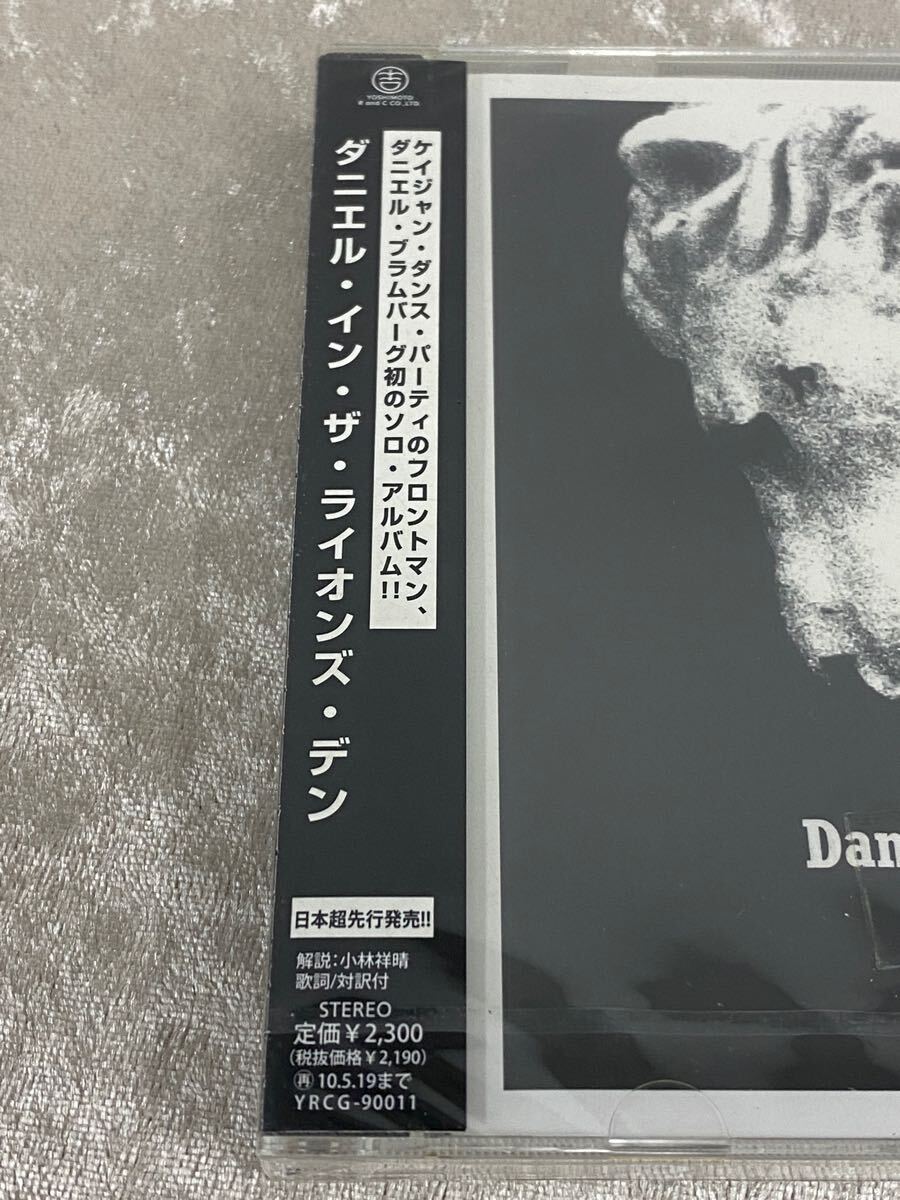 YOSHIMOTO
R and C CO.,LTD.
ケイジャン・ダンス・パーティのフロントマン、
ダニエル・ブラムバーグ初のソロ・アルバム!!
ダニエル・イン・ザ・ライオンズ・デン
日本超先行発売!!
解説:小林祥晴
歌詞/対訳付
STEREO
定価¥2,300
(税抜価格¥2,190)
再10.5.19まで
YRCG-90011
Dan